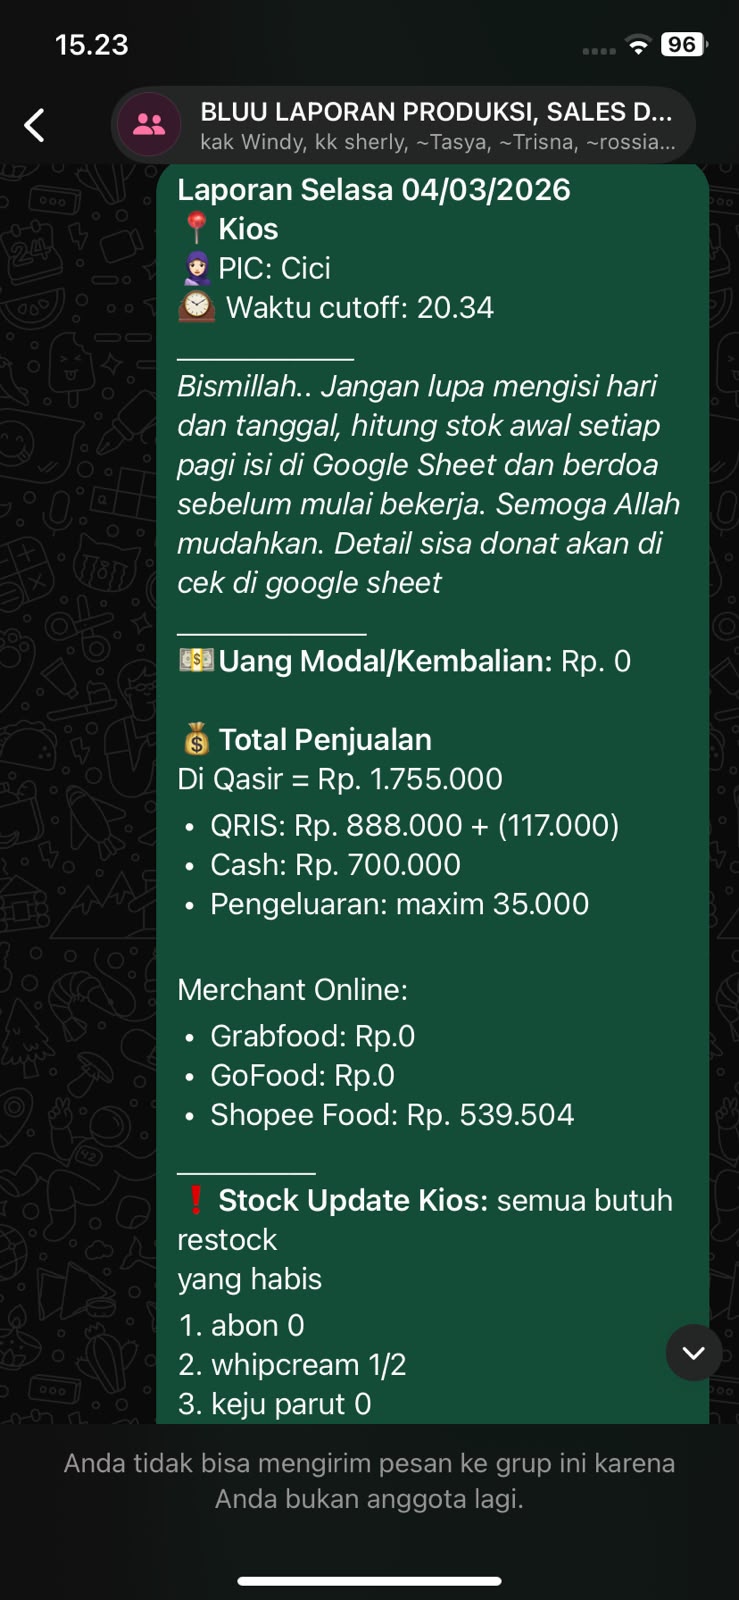 15.23
96
BLUU LAPORAN PRODUKSI, SALES D...
kak Windy, kk sherly, ~Tasya, ~Trisna, ~rossia...
Laporan Selasa 04/03/2026
📍 Kios
🧕 PIC: Cici
🕰️ Waktu cutoff: 20.34
____________
Bismillah.. Jangan lupa mengisi hari
dan tanggal, hitung stok awal setiap
pagi isi di Google Sheet dan berdoa
sebelum mulai bekerja. Semoga Allah
mudahkan. Detail sisa donat akan di
cek di google sheet
_____________
💵Uang Modal/Kembalian: Rp. 0
💰 Total Penjualan
Di Qasir = Rp. 1.755.000
• QRIS: Rp. 888.000 + (117.000)
• Cash: Rp. 700.000
• Pengeluaran: maxim 35.000
Merchant Online:
• Grabfood: Rp.0
• GoFood: Rp.0
• Shopee Food: Rp. 539.504
_________
❗ Stock Update Kios: semua butuh
restock
yang habis
1. abon 0
2. whipcream 1/2
3. keju parut 0
Anda tidak bisa mengirim pesan ke grup ini karena
Anda bukan anggota lagi.